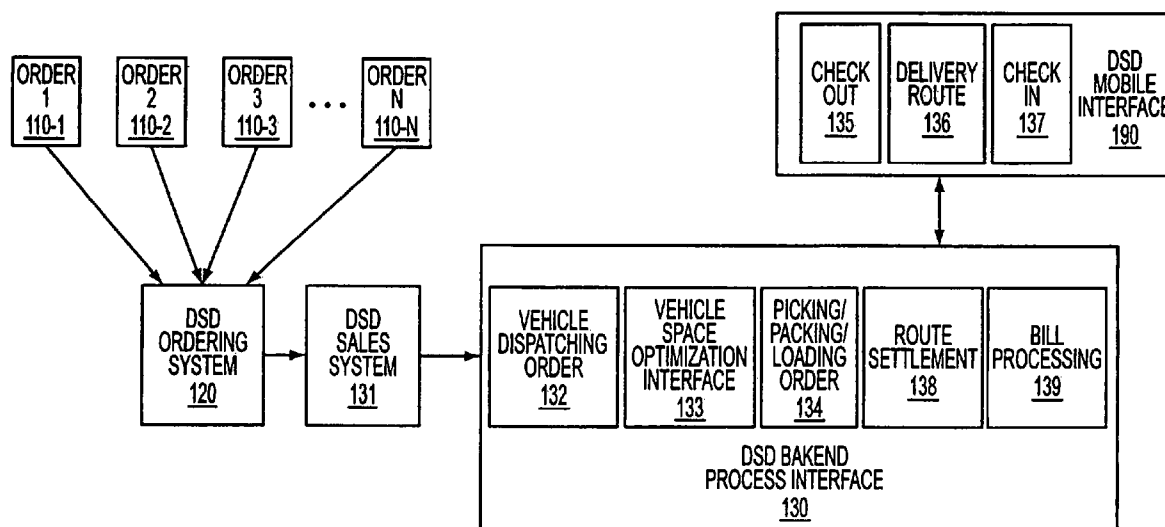 ORDER
1
110-1
ORDER
2
110-2
ORDER
3
110-3
• • •
ORDER
N
110-N
CHECK
OUT
135
DELIVERY
ROUTE
136
CHECK
IN
137
DSD
MOBILE
INTERFACE
190
DSD
ORDERING
SYSTEM
120
DSD
SALES
SYSTEM
131
VEHICLE
DISPATCHING
ORDER
132
VEHICLE
SPACE
OPTIMIZATION
INTERFACE
133
PICKING/
PACKING/
LOADING
ORDER
134
ROUTE
SETTLEMENT
138
BILL
PROCESSING
139
DSD BAKEND
PROCESS INTERFACE
130